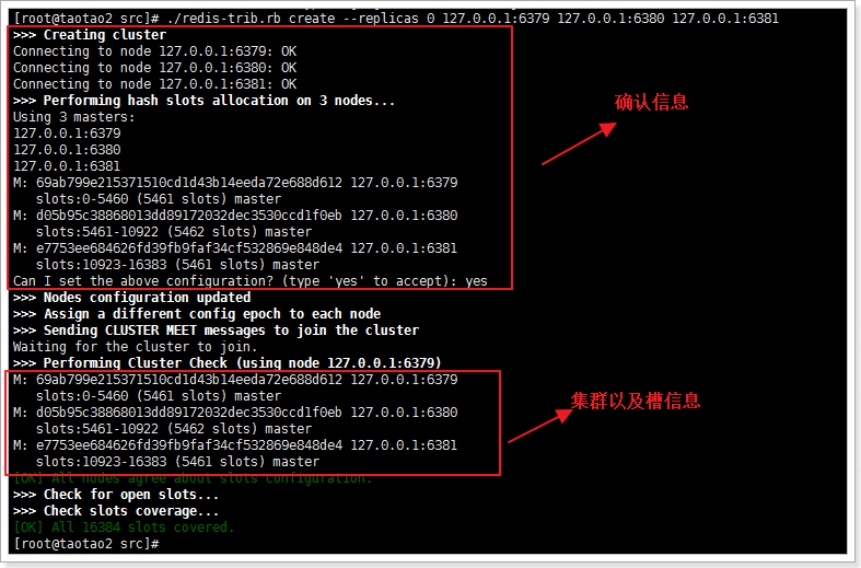 [root@taotao2 src]# ./redis-trib.rb create --replicas 0 127.0.0.1:6379 127.0.0.1:6380 127.0.0.1:6381
>>> Creating cluster
Connecting to node 127.0.0.1:6379: OK
Connecting to node 127.0.0.1:6380: OK
Connecting to node 127.0.0.1:6381: OK
>>> Performing hash slots allocation on 3 nodes...
Using 3 masters:
127.0.0.1:6379
127.0.0.1:6380
127.0.0.1:6381
M: 69ab799e215371510cd1d43b14eeda72e688d612 127.0.0.1:6379
slots:0-5460 (5461 slots) master
M: d05b95c38868013dd89172032dec3530ccd1f0eb 127.0.0.1:6380
slots:5461-10922 (5462 slots) master
M: e7753ee684626fd39fb9faf34cf532869e848de4 127.0.0.1:6381
slots:10923-16383 (5461 slots) master
Can I set the above configuration? (type 'yes' to accept): yes
>>> Nodes configuration updated
>>> Assign a different config epoch to each node
>>> Sending CLUSTER MEET messages to join the cluster
Waiting for the cluster to join.
>>> Performing Cluster Check (using node 127.0.0.1:6379)
M: 69ab799e215371510cd1d43b14eeda72e688d612 127.0.0.1:6379
slots:0-5460 (5461 slots) master
M: d05b95c38868013dd89172032dec3530ccd1f0eb 127.0.0.1:6380
slots:5461-10922 (5462 slots) master
M: e7753ee684626fd39fb9faf34cf532869e848de4 127.0.0.1:6381
slots:10923-16383 (5461 slots) master
[OK] All nodes agree about slots configuration.
>>> Check for open slots...
>>> Check slots coverage...
[OK] All 16384 slots covered.
[root@taotao2 src]#
确认信息
集群以及槽信息